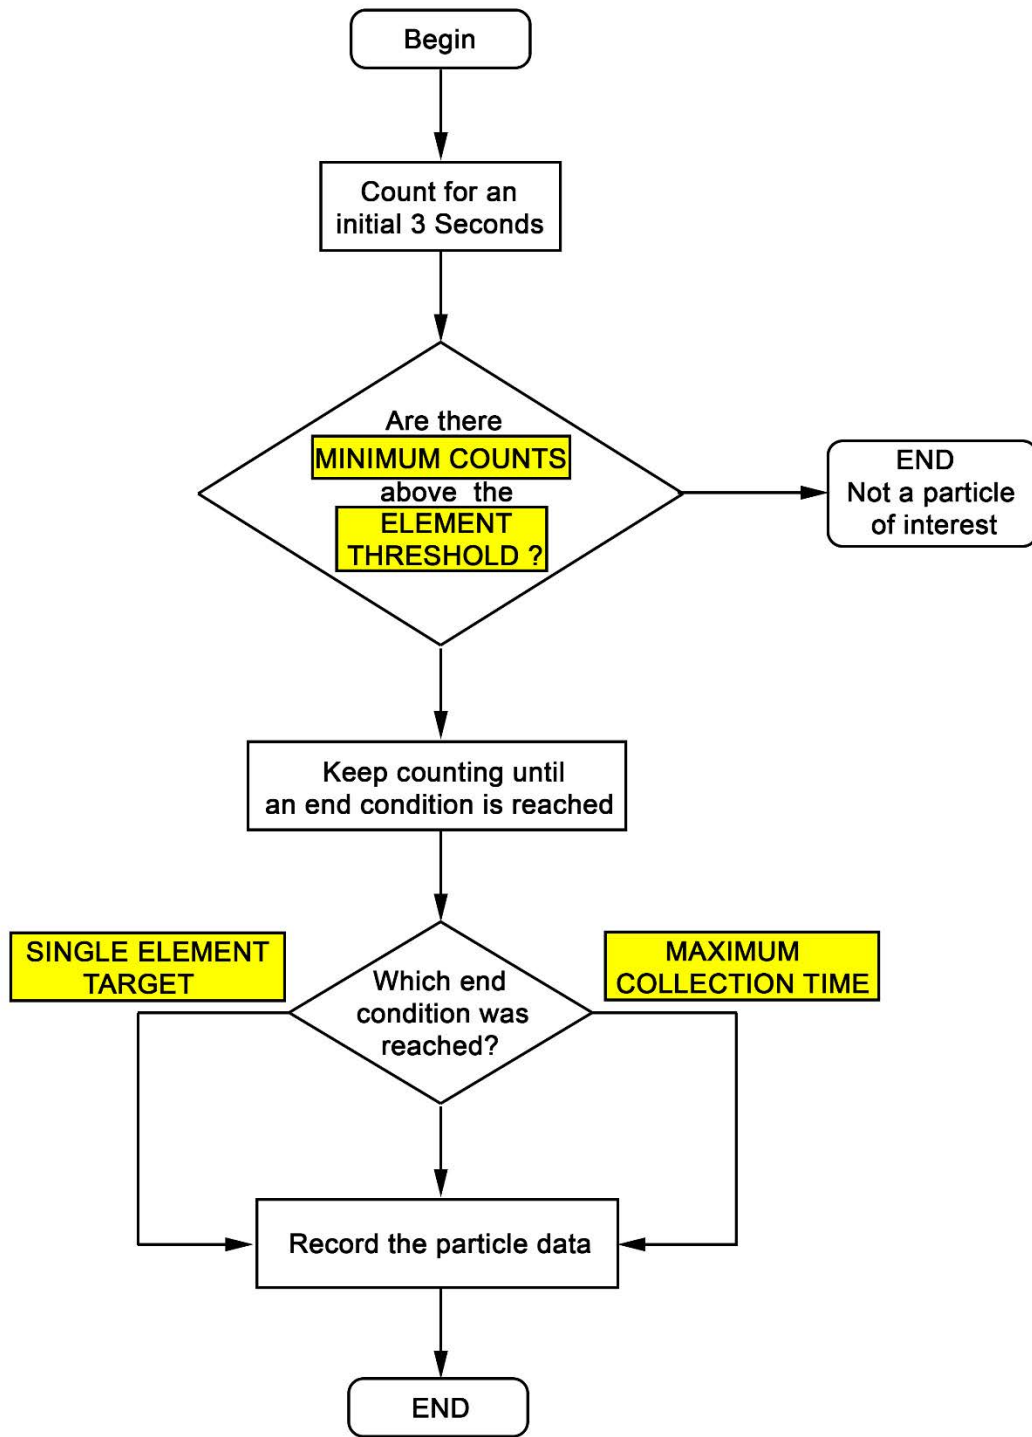 Begin
Count for an
initial 3 Seconds
Are there
MINIMUM COUNTS
above the
ELEMENT
THRESHOLD ?
END
Not a particle
of interest
Keep counting until
an end condition is reached
SINGLE ELEMENT
TARGET
Which end
condition was
reached?
MAXIMUM
COLLECTION TIME
Record the particle data
END